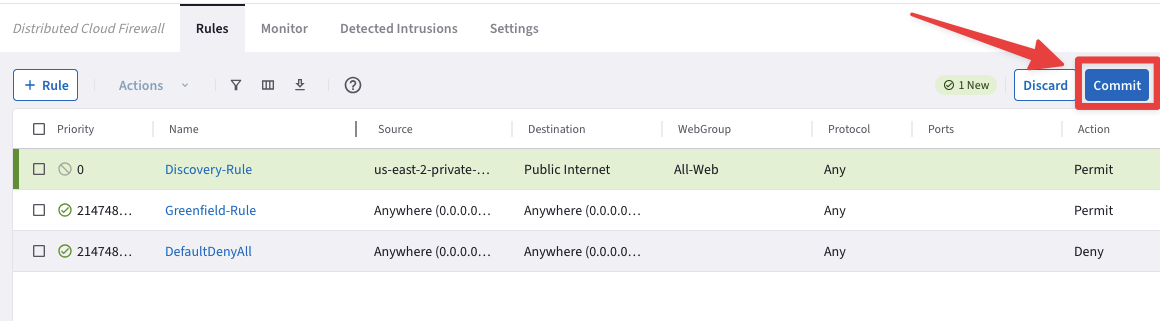 Distributed Cloud Firewall Rules Monitor Detected Intrusions Settings
+ Rule Actions 1 New Discard Commit
Priority Name Source Destination WebGroup Protocol Ports Action
0 Discovery-Rule us-east-2-private-... Public Internet All-Web Any Permit
214748... Greenfield-Rule Anywhere (0.0.0.0... Anywhere (0.0.0.0... Any Permit
214748... DefaultDenyAll Anywhere (0.0.0.0... Anywhere (0.0.0.0... Any Deny